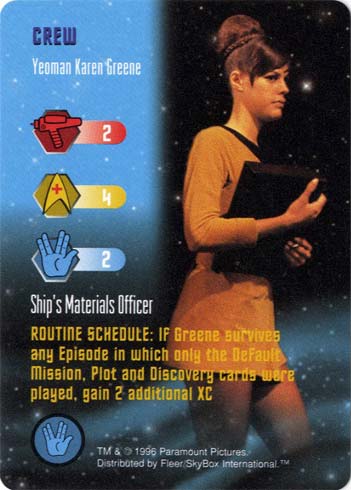 CREW
Yeoman Karen Greene
2
4
2
Ship's Materials Officer
ROUTINE SCHEDULE: IF Greene survives
any Episode in which only the Default
Mission, Plot and Discovery cards were
played, gain 2 additional XC
TM & © 1996 Paramount Pictures.
Distributed by Fleer/SkyBox International.™